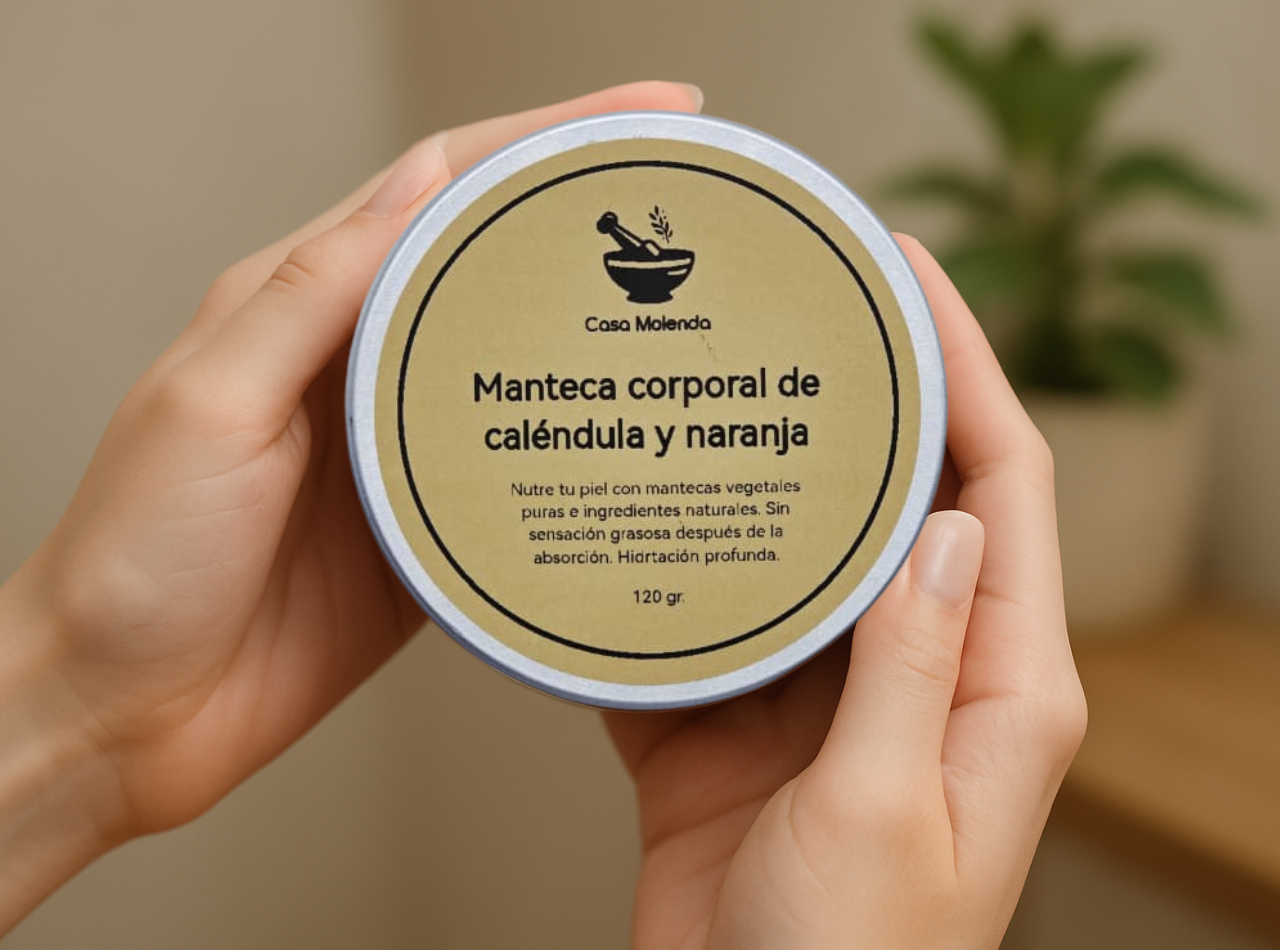 Casa Molenda
Manteca corporal de
caléndula y naranja
Nutre tu piel con mantecas vegetales
puras e ingredientes naturales. Sin
sensación grasosa después de la
absorción. Hidrtación profunda.
120 gr.